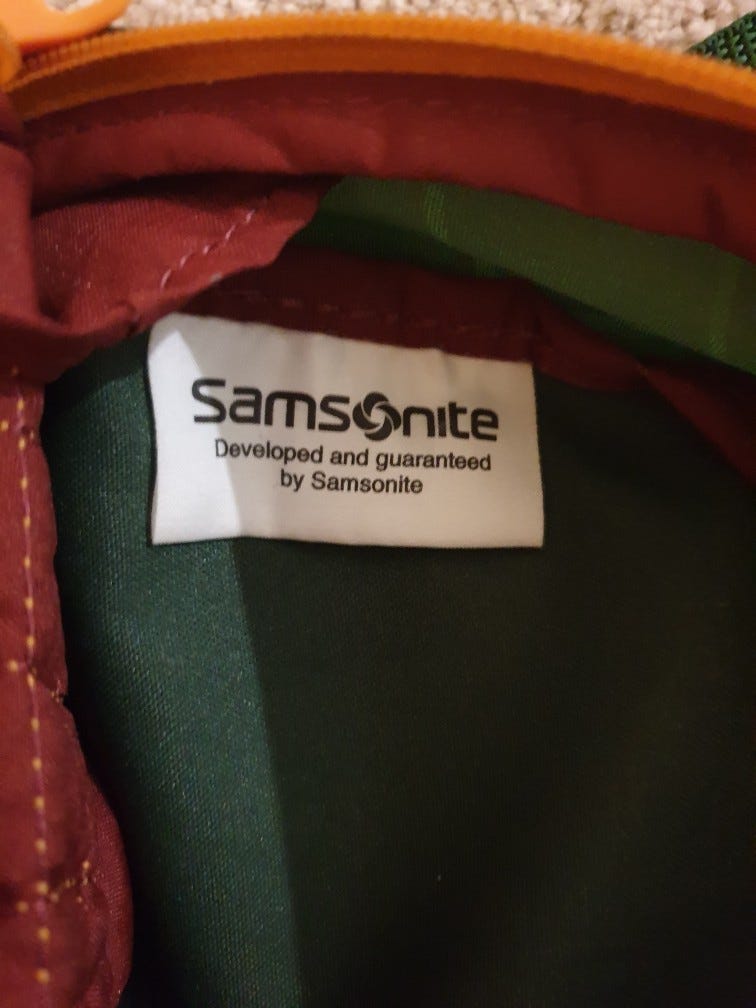 Samsonite
Developed and guaranteed
by Samsonite